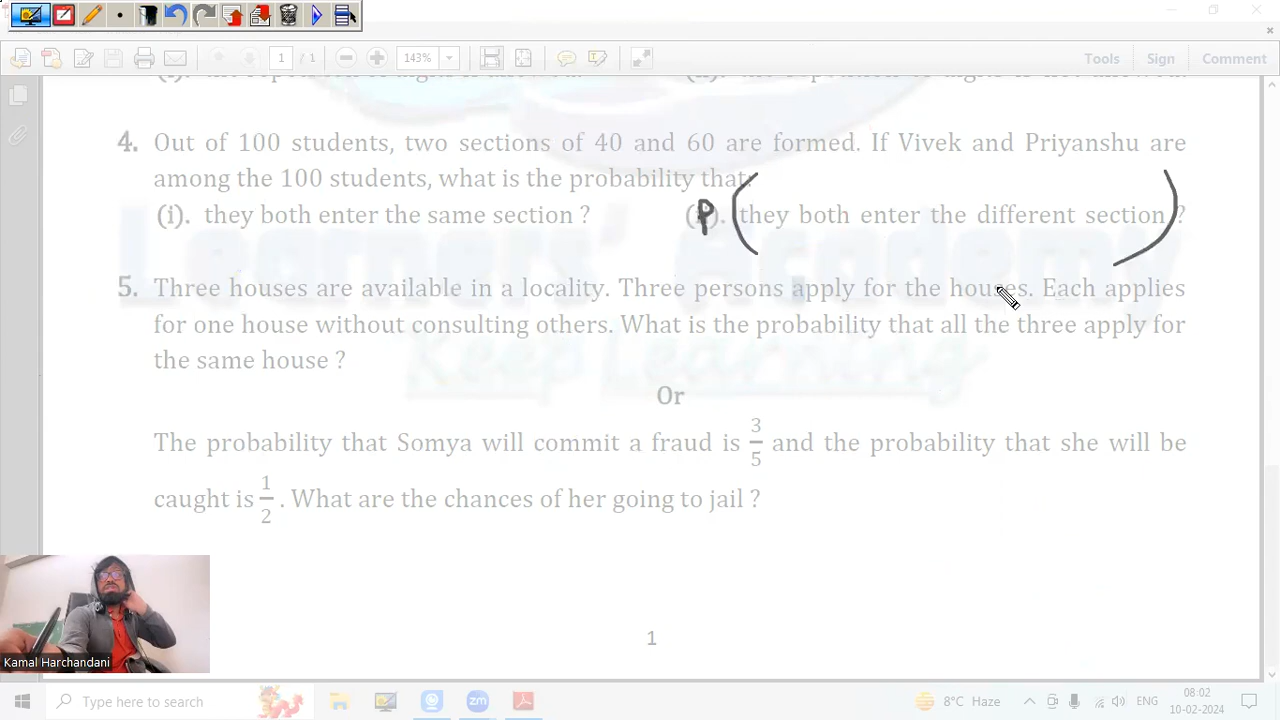 1 / 1
143%
Tools Sign Comment
4. Out of 100 students, two sections of 40 and 60 are formed. If Vivek and Priyanshu are
among the 100 students, what is the probability that:
(i). they both enter the same section ?
P ( they both enter the different section ) ?
5. Three houses are available in a locality. Three persons apply for the houses. Each applies
for one house without consulting others. What is the probability that all the three apply for
the same house ?
Or
The probability that Somya will commit a fraud is 3/5 and the probability that she will be
caught is 1/2 . What are the chances of her going to jail ?
Learners' Academy
Keep Learning
1
Kamal Harchandani
Type here to search
zm
8°C Haze
ENG
08:02
10-02-2024